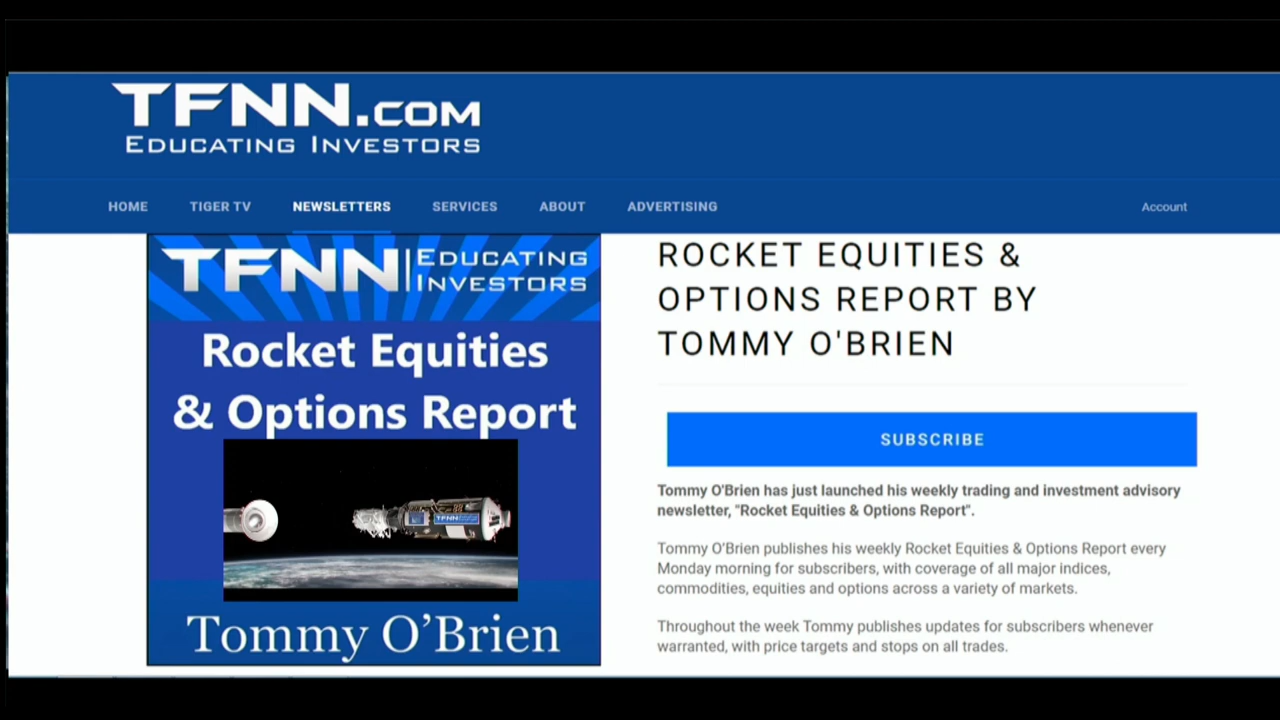 TFNN.COM
EDUCATING INVESTORS
HOME TIGER TV NEWSLETTERS SERVICES ABOUT ADVERTISING Account
TFNN EDUCATING
INVESTORS
Rocket Equities
& Options Report
TFNN
Tommy O’Brien
ROCKET EQUITIES &
OPTIONS REPORT BY
TOMMY O'BRIEN
SUBSCRIBE
Tommy O'Brien has just launched his weekly trading and investment advisory
newsletter, "Rocket Equities & Options Report".
Tommy O’Brien publishes his weekly Rocket Equities & Options Report every
Monday morning for subscribers, with coverage of all major indices,
commodities, equities and options across a variety of markets.
Throughout the week Tommy publishes updates for subscribers whenever
warranted, with price targets and stops on all trades.